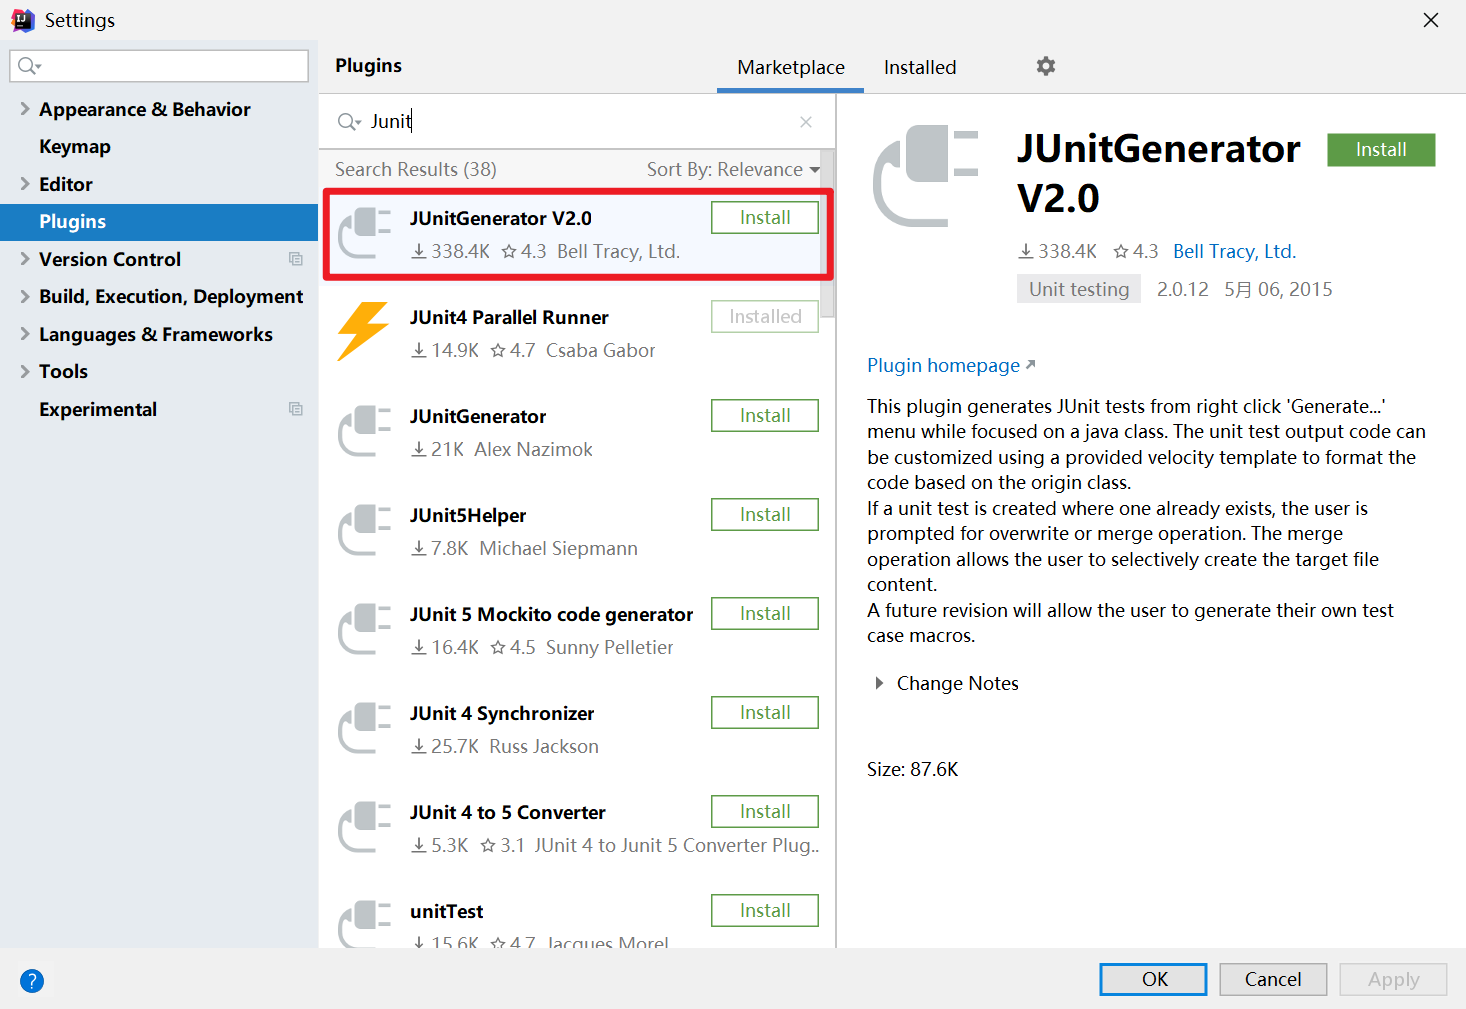 Settings
Appearance & Behavior
Keymap
Editor
Plugins
Version Control
Build, Execution, Deployment
Languages & Frameworks
Tools
Experimental
Plugins
Marketplace
Installed
Junit
Search Results (38)
Sort By: Relevance
JUnitGenerator V2.0
Install
338.4K 4.3 Bell Tracy, Ltd.
JUnit4 Parallel Runner
Installed
14.9K 4.7 Csaba Gabor
JUnitGenerator
Install
21K Alex Nazimok
JUnit5Helper
Install
7.8K Michael Siepmann
JUnit 5 Mockito code generator
Install
16.4K 4.5 Sunny Pelletier
JUnit 4 Synchronizer
Install
25.7K Russ Jackson
JUnit 4 to 5 Converter
Install
5.3K 3.1 JUnit 4 to Junit 5 Converter Plug..
unitTest
Install
15.6K 4.7 Jacques Morel
JUnitGenerator
V2.0
Install
338.4K 4.3 Bell Tracy, Ltd.
Unit testing 2.0.12 5月 06, 2015
Plugin homepage
This plugin generates JUnit tests from right click 'Generate...'
menu while focused on a java class. The unit test output code can
be customized using a provided velocity template to format the
code based on the origin class.
If a unit test is created where one already exists, the user is
prompted for overwrite or merge operation. The merge
operation allows the user to selectively create the target file
content.
A future revision will allow the user to generate their own test
case macros.
Change Notes
Size: 87.6K
?
OK
Cancel
Apply